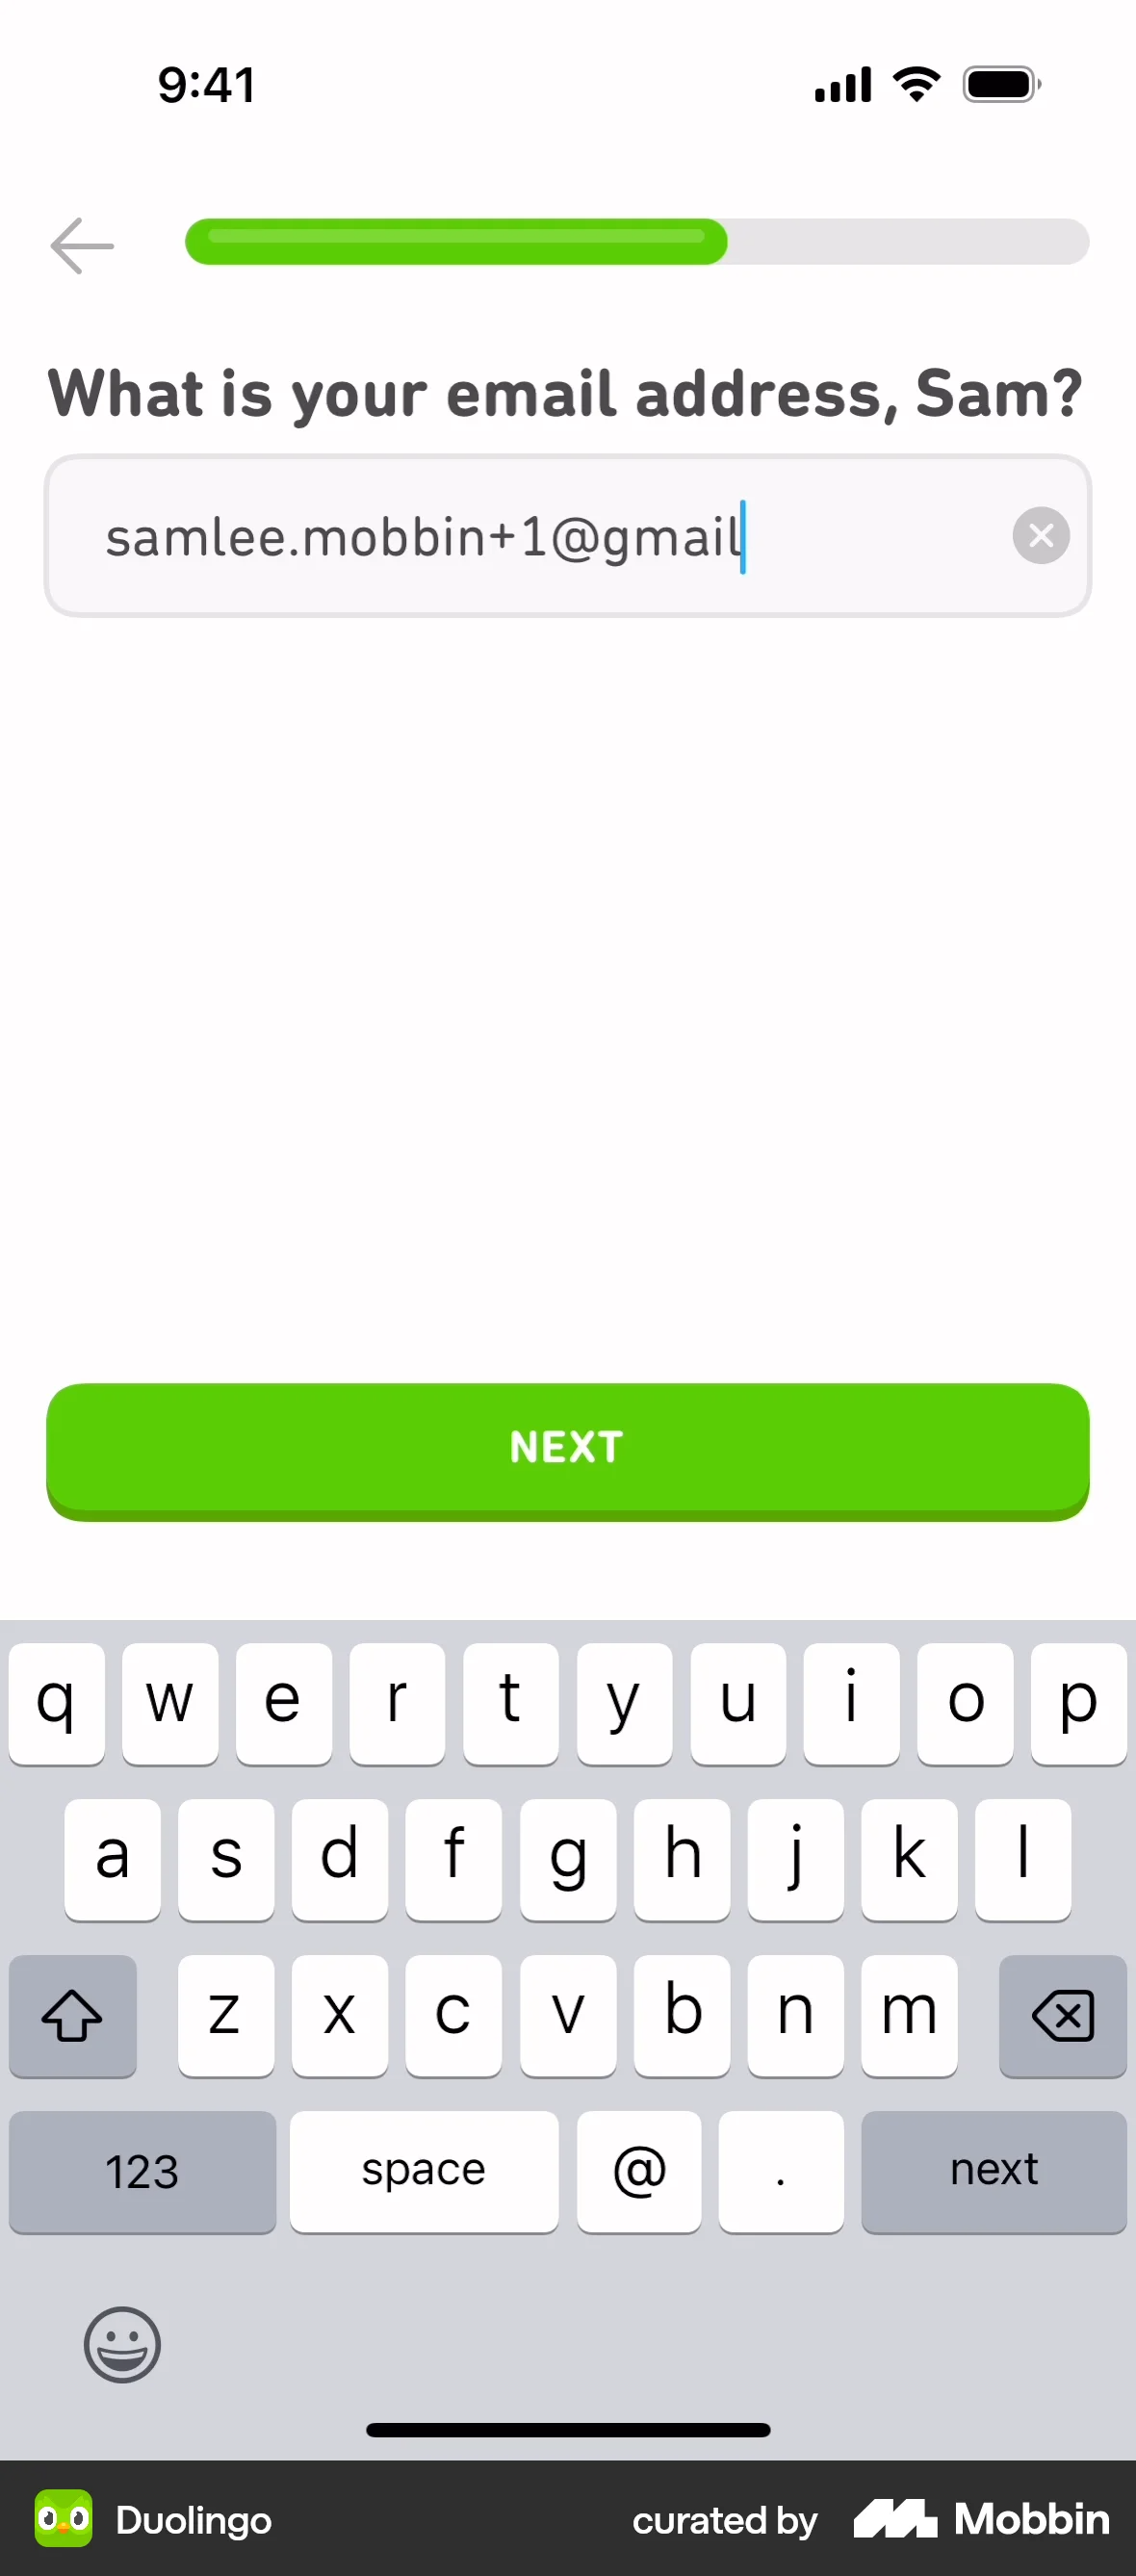 9:41
What is your email address, Sam?
samlee.mobbin+1@gmail
NEXT
q w e r t y u i o p
a s d f g h j k l
z x c v b n m
123 space @ . next
Duolingo curated by Mobbin